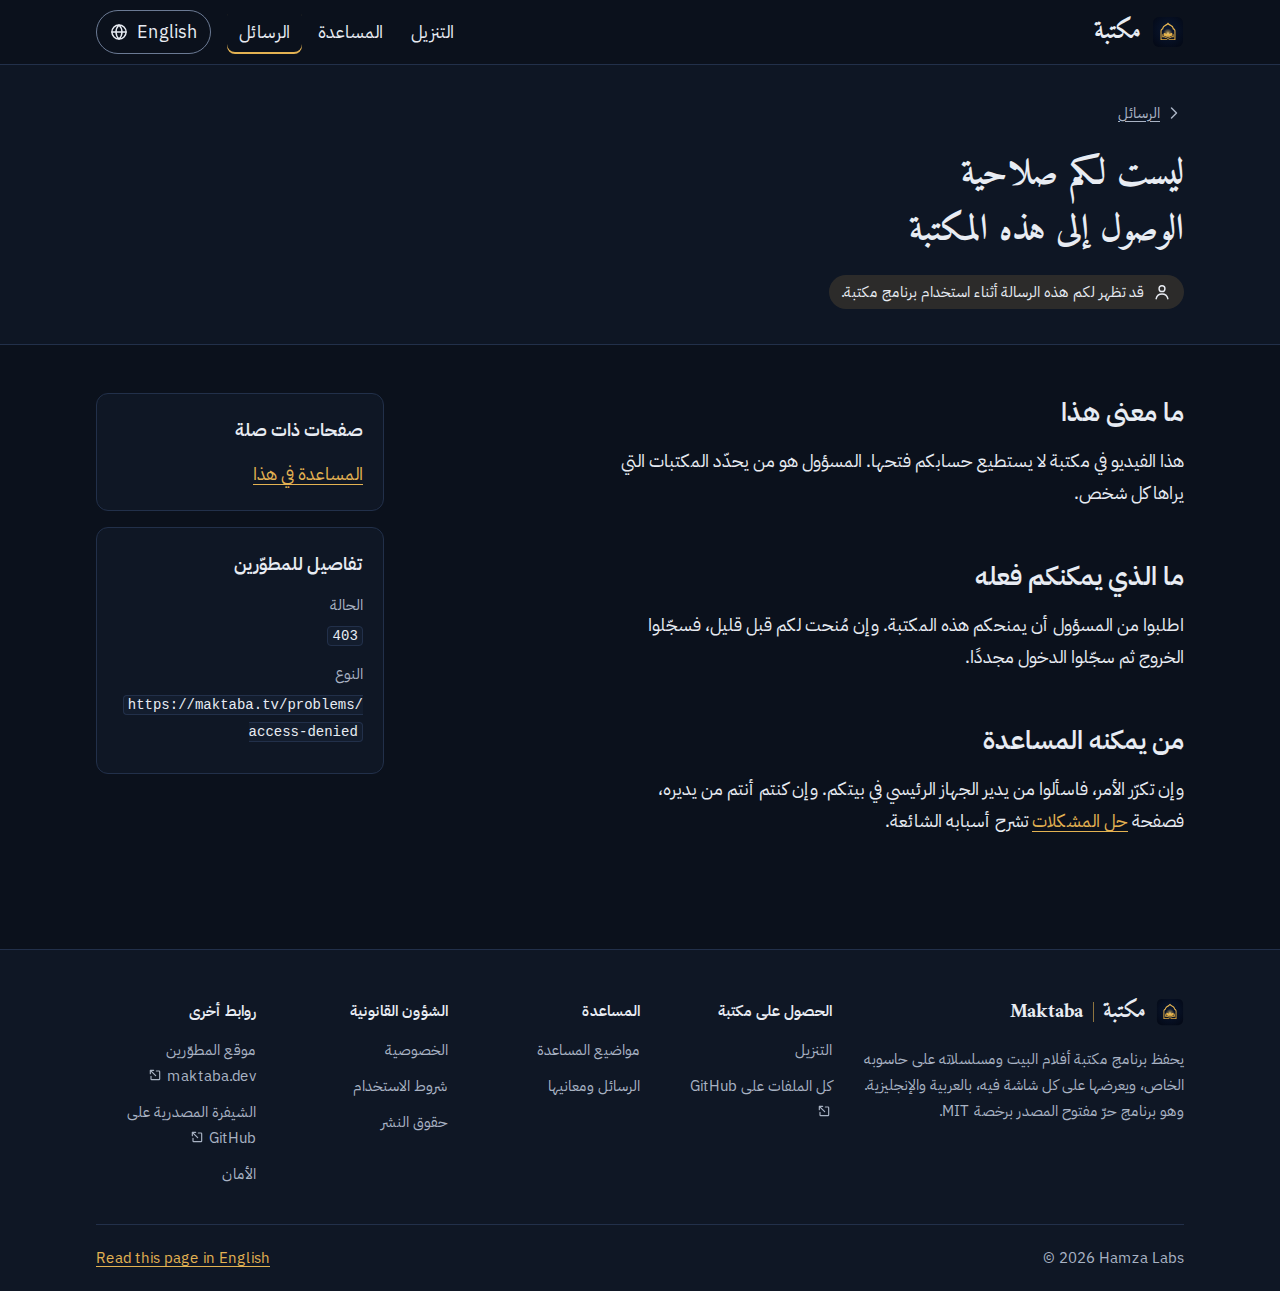 مكتبة
التنزيل
المساعدة
الرسائل
English
الرسائل
ليست لكم صلاحية
الوصول إلى هذه المكتبة
قد تظهر لكم هذه الرسالة أثناء استخدام برنامج مكتبة.
ما معنى هذا
هذا الفيديو في مكتبة لا يستطيع حسابكم فتحها. المسؤول هو من يحدّد المكتبات التي
يراها كل شخص.
ما الذي يمكنكم فعله
اطلبوا من المسؤول أن يمنحكم هذه المكتبة. وإن مُنحت لكم قبل قليل، فسجّلوا
الخروج ثم سجّلوا الدخول مجددًا.
من يمكنه المساعدة
وإن تكرّر الأمر، فاسألوا من يدير الجهاز الرئيسي في بيتكم. وإن كنتم أنتم من يديره،
فصفحة حل المشكلات تشرح أسبابه الشائعة.
صفحات ذات صلة
المساعدة في هذا
تفاصيل للمطوّرين
الحالة
403
النوع
https://maktaba.tv/problems/
access-denied
مكتبة | Maktaba
يحفظ برنامج مكتبة أفلام البيت ومسلسلاته على حاسوبه
الخاص، ويعرضها على كل شاشة فيه، بالعربية والإنجليزية.
وهو برنامج حرّ مفتوح المصدر برخصة MIT.
الحصول على مكتبة
التنزيل
كل الملفات على GitHub
المساعدة
مواضيع المساعدة
الرسائل ومعانيها
الشؤون القانونية
الخصوصية
شروط الاستخدام
حقوق النشر
روابط أخرى
موقع المطوّرين
maktaba.dev
الشيفرة المصدرية على
GitHub
الأمان
© 2026 Hamza Labs
Read this page in English